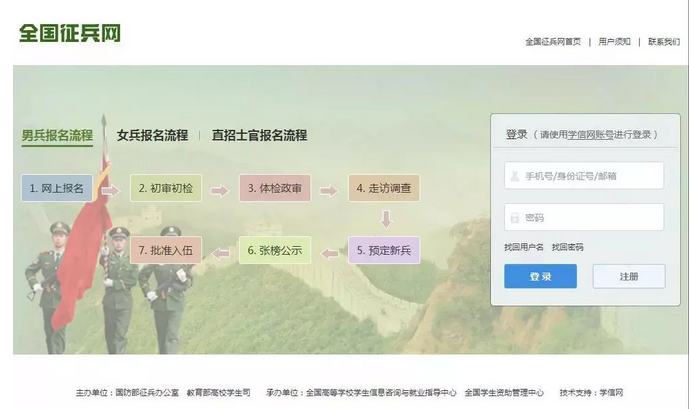 全国征兵网
全国征兵网首页 | 用户须知 | 联系我们
男兵报名流程 女兵报名流程 | 直招士官报名流程
1. 网上报名 2. 初审初检 3. 体检政审 4. 走访调查
7. 批准入伍 6. 张榜公示 5. 预定新兵
登录 ( 请使用学信网账号进行登录 )
手机号/身份证号/邮箱
密码
找回用户名 找回密码
登 录 注册
主办单位：国防部征兵办公室 教育部高校学生司 承办单位：全国高等学校学生信息咨询与就业指导中心 全国学生资助管理中心 技术支持：学信网